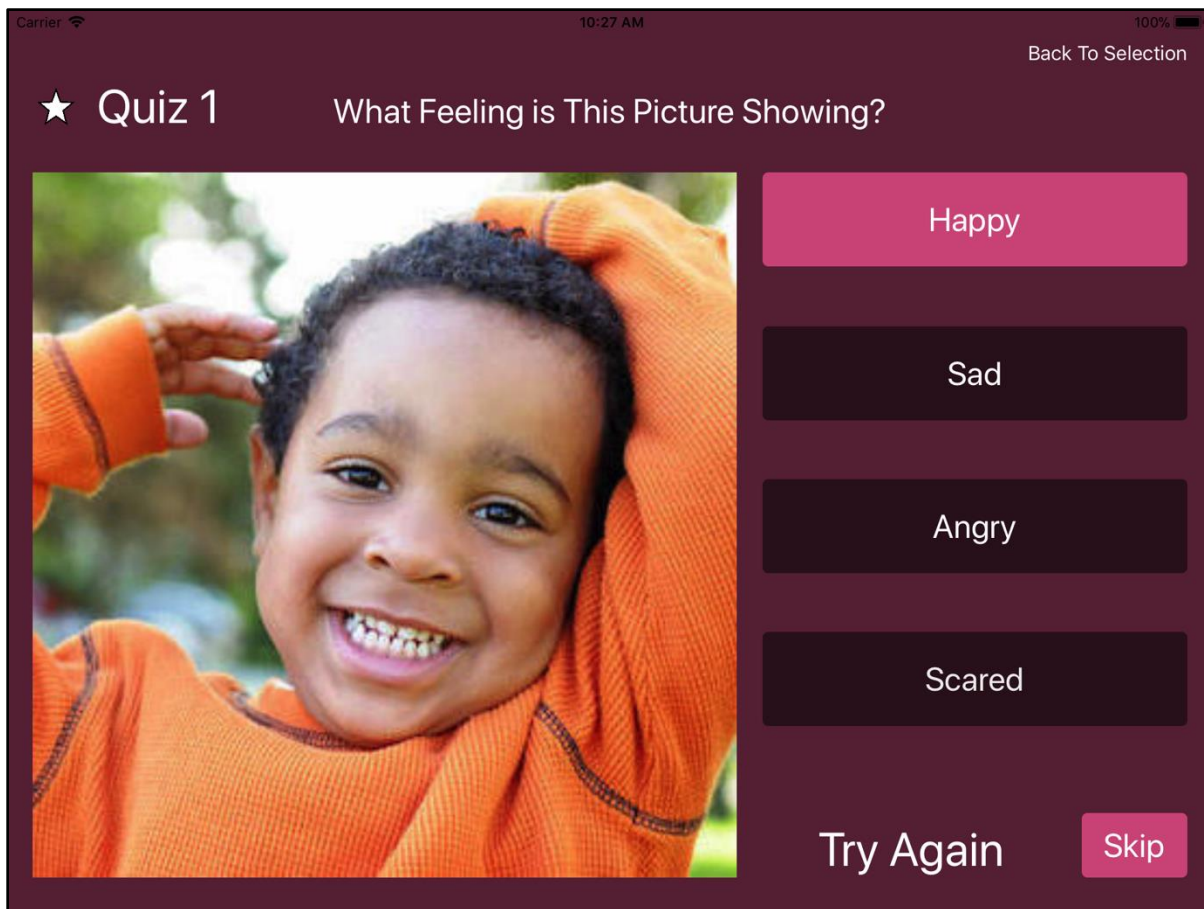 Carrier
10:27 AM
100%
Back To Selection
Quiz 1
What Feeling is This Picture Showing?
Happy
Sad
Angry
Scared
Try Again
Skip